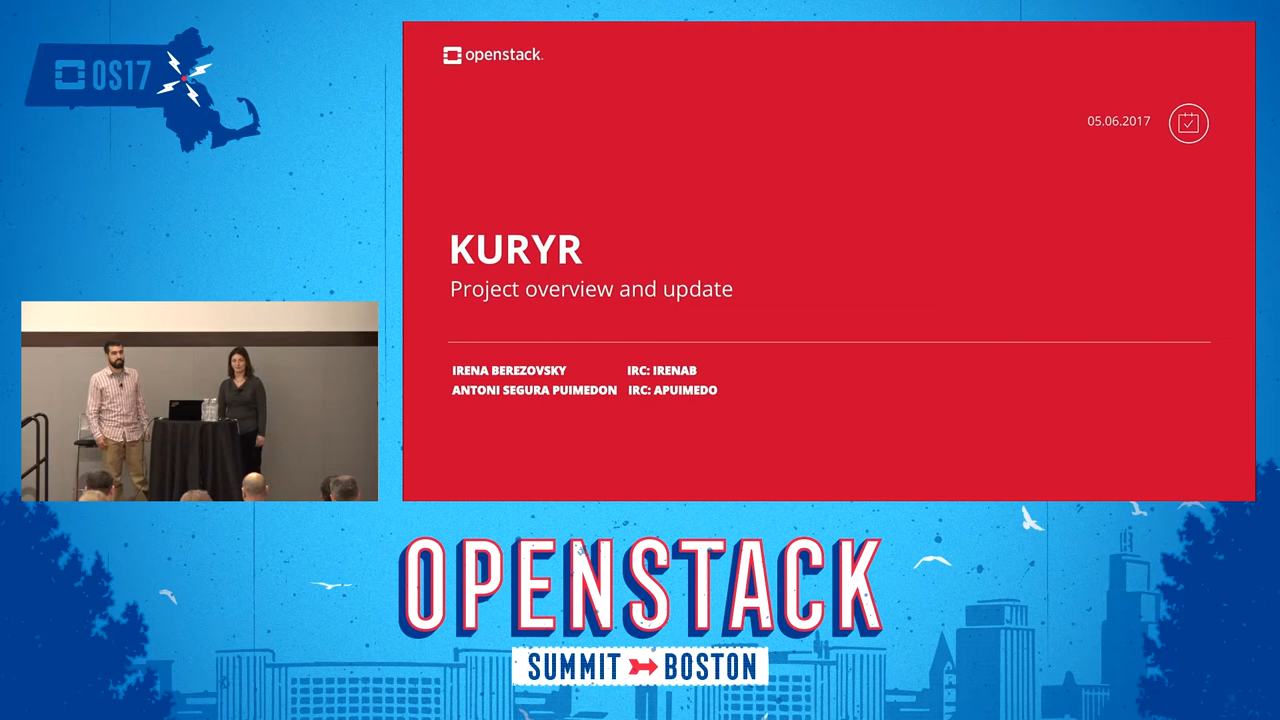 OS17
openstack.
05.06.2017
KURYR
Project overview and update
IRENA BEREZOVSKY IRC: IRENAB
ANTONI SEGURA PUIMEDON IRC: APUIMEDO
OPENSTACK
SUMMIT BOSTON